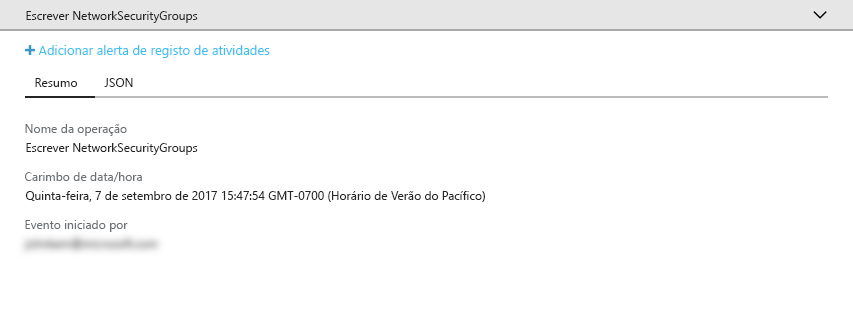 Escrever NetworkSecurityGroups
+ Adicionar alerta de registo de atividades
Resumo JSON
Nome da operação
Escrever NetworkSecurityGroups
Carimbo de data/hora
Quinta-feira, 7 de setembro de 2017 15:47:54 GMT-0700 (Horário de Verão do Pacífico)
Evento iniciado por